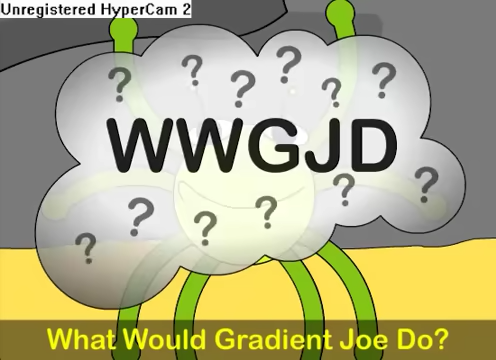 Unregistered HyperCam 2
? ? ? ? ? ?
WWGJD
? ? ? ? ? ?
What Would Gradient Joe Do?